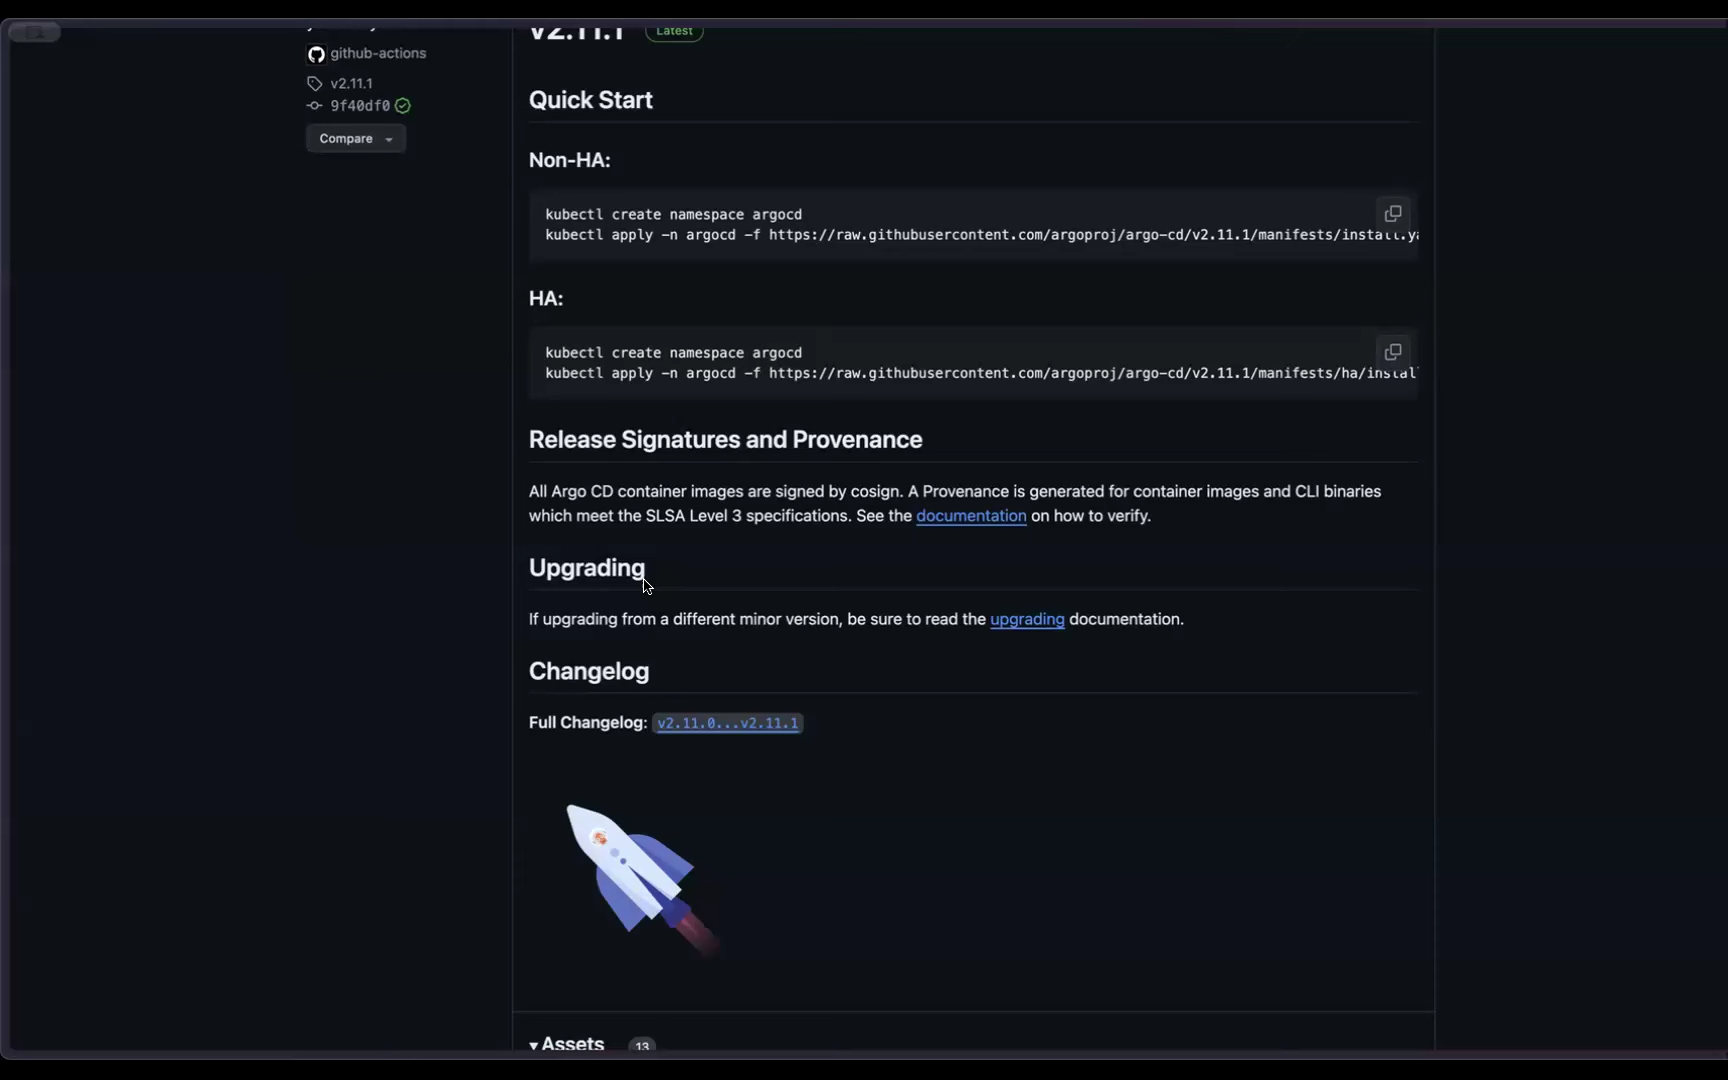 github-actions
v2.11.1
9f40df0
Compare
v2.11.1 Latest
Quick Start
Non-HA:
kubectl create namespace argocd
kubectl apply -n argocd -f https://raw.githubusercontent.com/argoproj/argo-cd/v2.11.1/manifests/install.ya
HA:
kubectl create namespace argocd
kubectl apply -n argocd -f https://raw.githubusercontent.com/argoproj/argo-cd/v2.11.1/manifests/ha/instal
Release Signatures and Provenance
All Argo CD container images are signed by cosign. A Provenance is generated for container images and CLI binaries
which meet the SLSA Level 3 specifications. See the documentation on how to verify.
Upgrading
If upgrading from a different minor version, be sure to read the upgrading documentation.
Changelog
Full Changelog: v2.11.0...v2.11.1
Assets 13